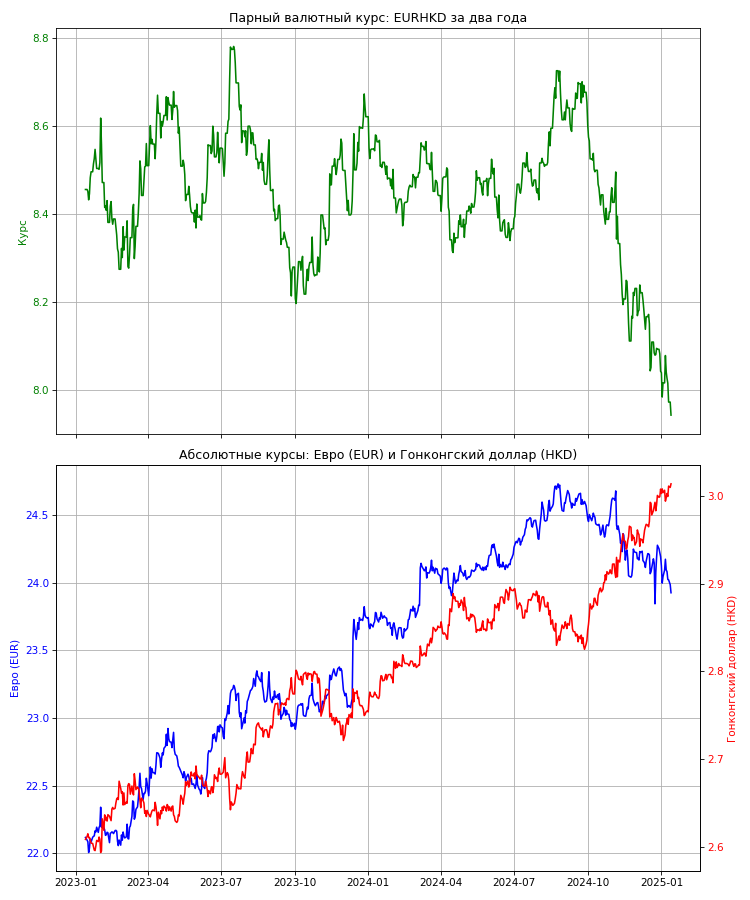 Парный валютный курс: EURHKD за два года
8.8
8.6
8.4
8.2
8.0
Курс
Абсолютные курсы: Евро (EUR) и Гонконгский доллар (HKD)
24.5
24.0
23.5
23.0
22.5
22.0
Евро (EUR)
3.0
2.9
2.8
2.7
2.6
Гонконгский доллар (HKD)
2023-01 2023-04 2023-07 2023-10 2024-01 2024-04 2024-07 2024-10 2025-01